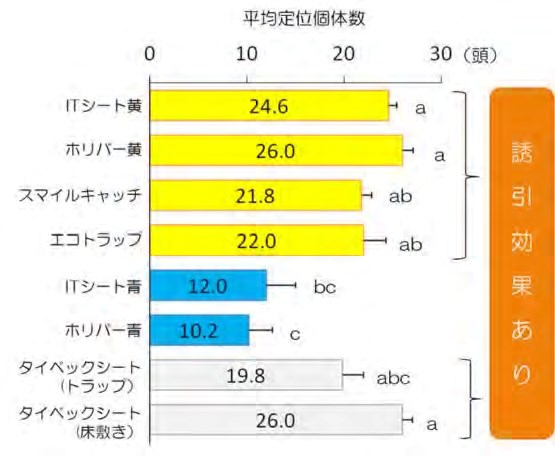 平均定位個体数
0 10 20 30 (頭)
ITシート黄 24.6 a
ホリバー黄 26.0 a
スマイルキャッチ 21.8 ab
エコトラップ 22.0 ab
ITシート青 12.0 bc
ホリバー青 10.2 c
タイベックシート
(トラップ) 19.8 abc
タイベックシート
(床敷き) 26.0 a
誘引効果あり